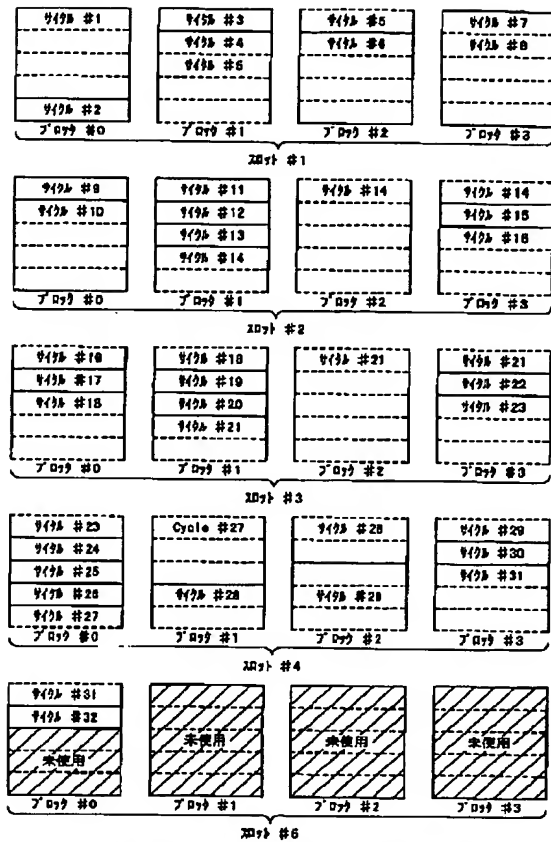 サイクル #1
サイクル #2
ブロック #0
サイクル #3
サイクル #4
サイクル #5
ブロック #1
サイクル #5
サイクル #6
ブロック #2
サイクル #7
サイクル #8
ブロック #3
スロット #1
サイクル #9
サイクル #10
ブロック #0
サイクル #11
サイクル #12
サイクル #13
サイクル #14
ブロック #1
サイクル #14
ブロック #2
サイクル #14
サイクル #15
サイクル #16
ブロック #3
スロット #2
サイクル #16
サイクル #17
サイクル #18
ブロック #0
サイクル #18
サイクル #19
サイクル #20
サイクル #21
ブロック #1
サイクル #21
ブロック #2
サイクル #21
サイクル #22
サイクル #23
ブロック #3
スロット #3
サイクル #23
サイクル #24
サイクル #25
サイクル #26
サイクル #27
ブロック #0
Cycle #27
サイクル #28
ブロック #1
サイクル #28
サイクル #29
ブロック #2
サイクル #29
サイクル #30
サイクル #31
ブロック #3
スロット #4
サイクル #31
サイクル #32
未使用
ブロック #0
未使用
ブロック #1
未使用
ブロック #2
未使用
ブロック #3
スロット #5